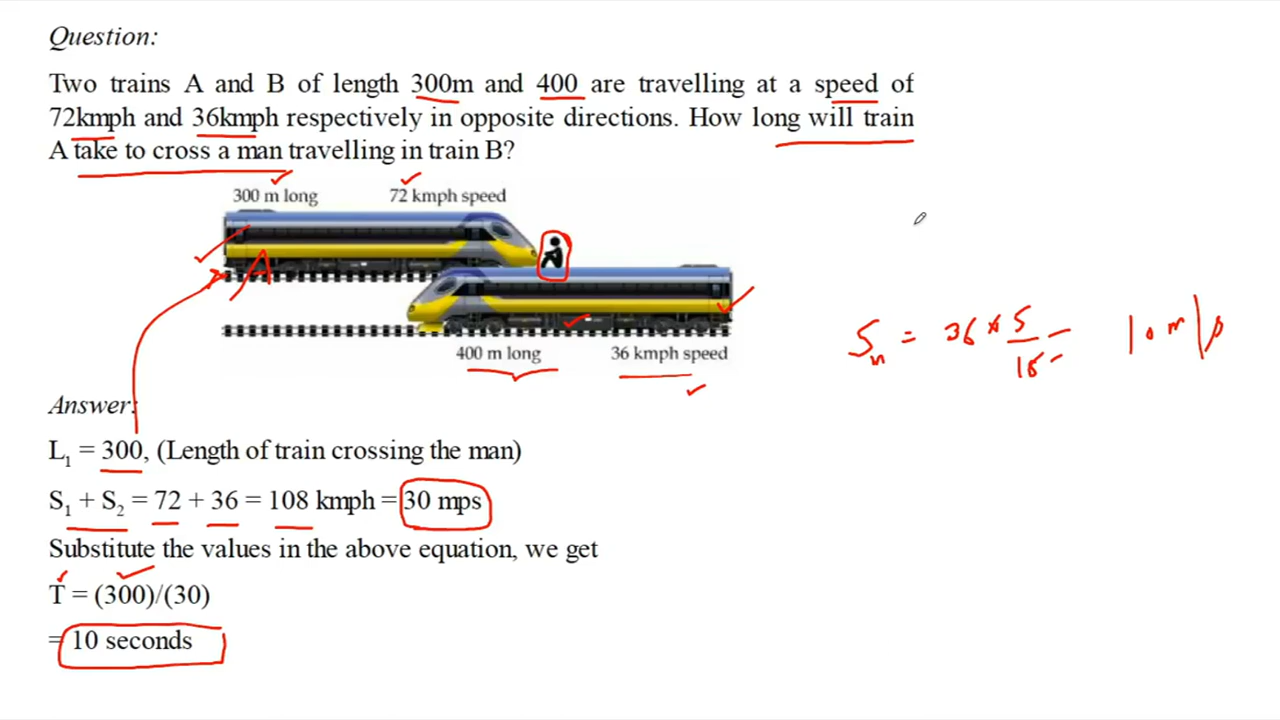 Question:
Two trains A and B of length 300m and 400 are travelling at a speed of
72kmph and 36kmph respectively in opposite directions. How long will train
A take to cross a man travelling in train B?
300 m long 72 kmph speed
A
400 m long 36 kmph speed
S = 36 * 5/18 = 10 m/s
Answer:
L₁ = 300, (Length of train crossing the man)
S₁ + S₂ = 72 + 36 = 108 kmph = 30 mps
Substitute the values in the above equation, we get
T = (300)/(30)
= 10 seconds